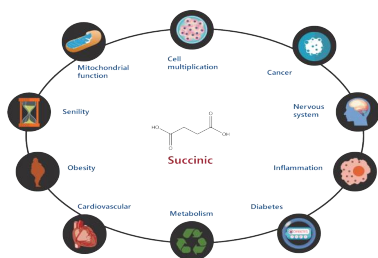 Cell
multiplication
Mitochondrial
function
Cancer
Senility
Nervous
system
O
HO
OH
O
Succinic
Obesity
Inflammation
Cardiovascular
Metabolism
Diabetes